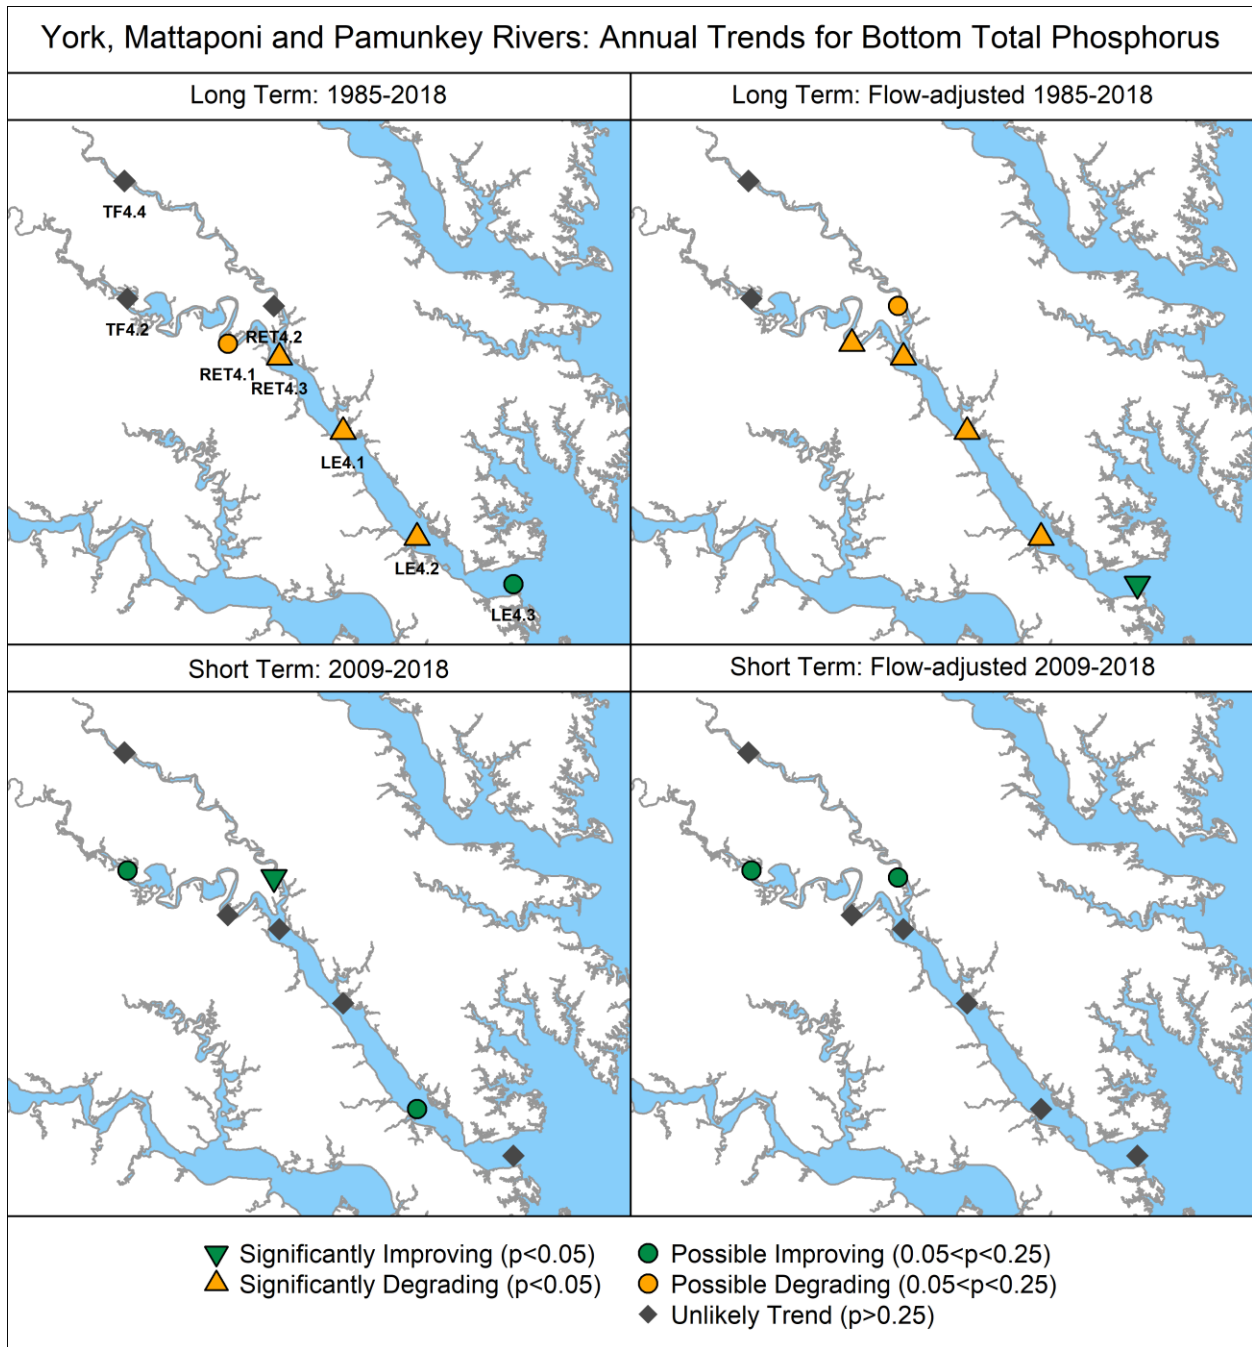 York, Mattaponi and Pamunkey Rivers: Annual Trends for Bottom Total Phosphorus
Long Term: 1985-2018
Long Term: Flow-adjusted 1985-2018
TF4.4
TF4.2
RET4.2
RET4.1
RET4.3
LE4.1
LE4.2
LE4.3
Short Term: 2009-2018
Short Term: Flow-adjusted 2009-2018
Significantly Improving (p<0.05)
Possible Improving (0.05<p<0.25)
Significantly Degrading (p<0.05)
Possible Degrading (0.05<p<0.25)
Unlikely Trend (p>0.25)